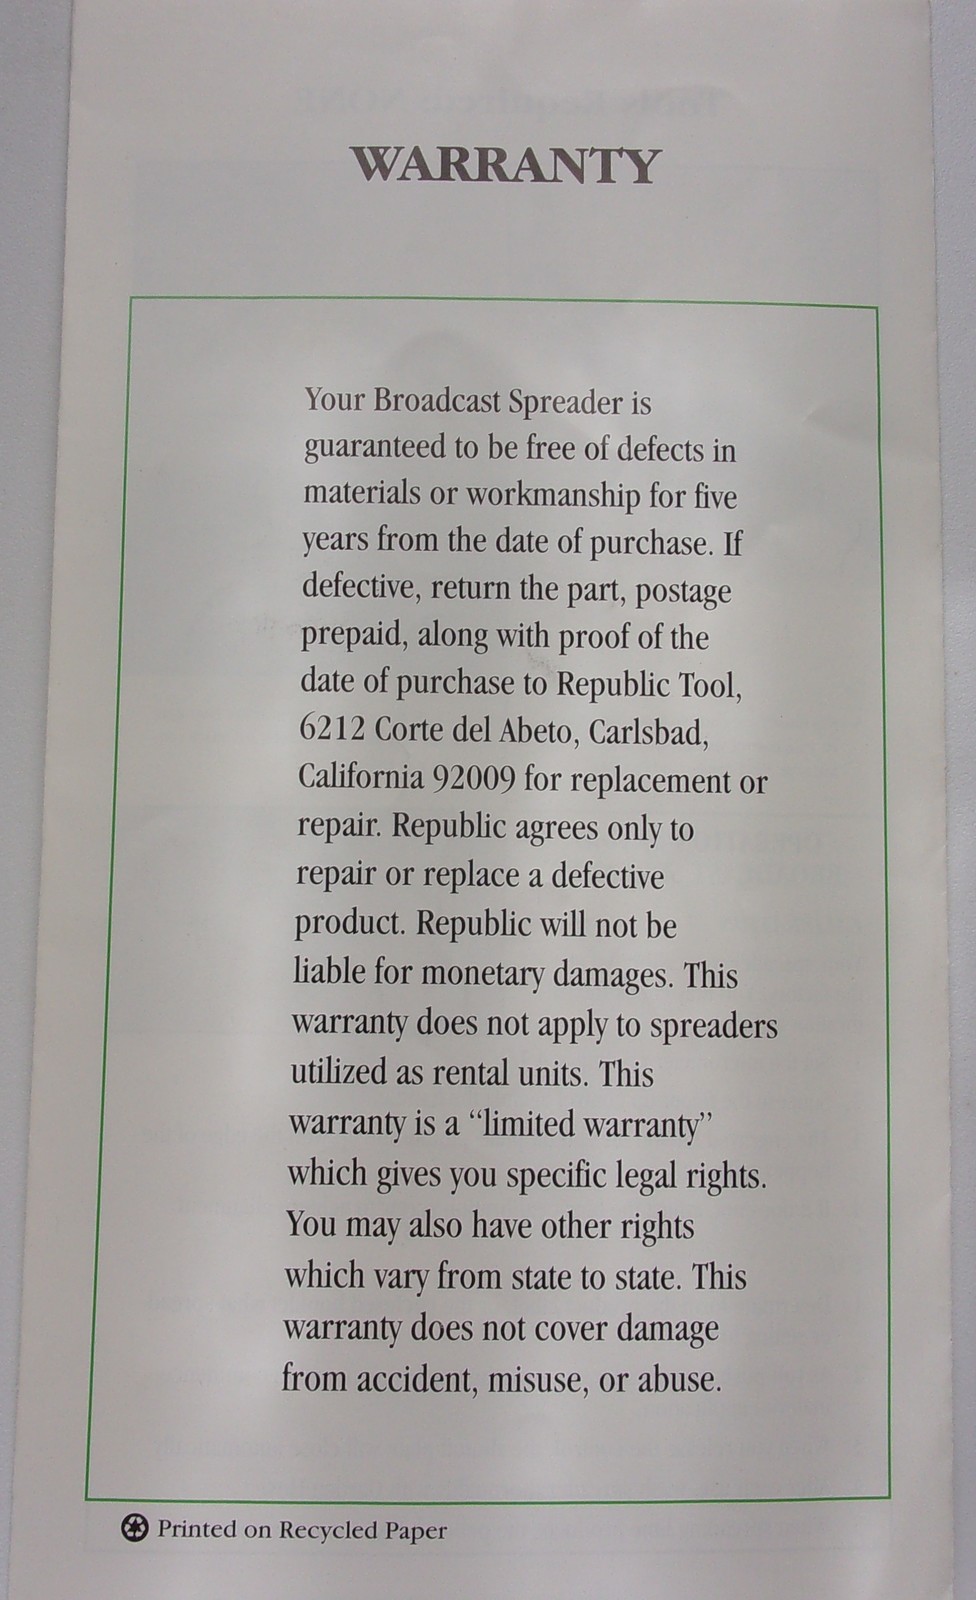 WARRANTY
Your Broadcast Spreader is
guaranteed to be free of defects in
materials or workmanship for five
years from the date of purchase. If
defective, return the part, postage
prepaid, along with proof of the
date of purchase to Republic Tool,
6212 Corte del Abeto, Carlsbad,
California 92009 for replacement or
repair. Republic agrees only to
repair or replace a defective
product. Republic will not be
liable for monetary damages. This
warranty does not apply to spreaders
utilized as rental units. This
warranty is a “limited warranty”
which gives you specific legal rights.
You may also have other rights
which vary from state to state. This
warranty does not cover damage
from accident, misuse, or abuse.
Printed on Recycled Paper